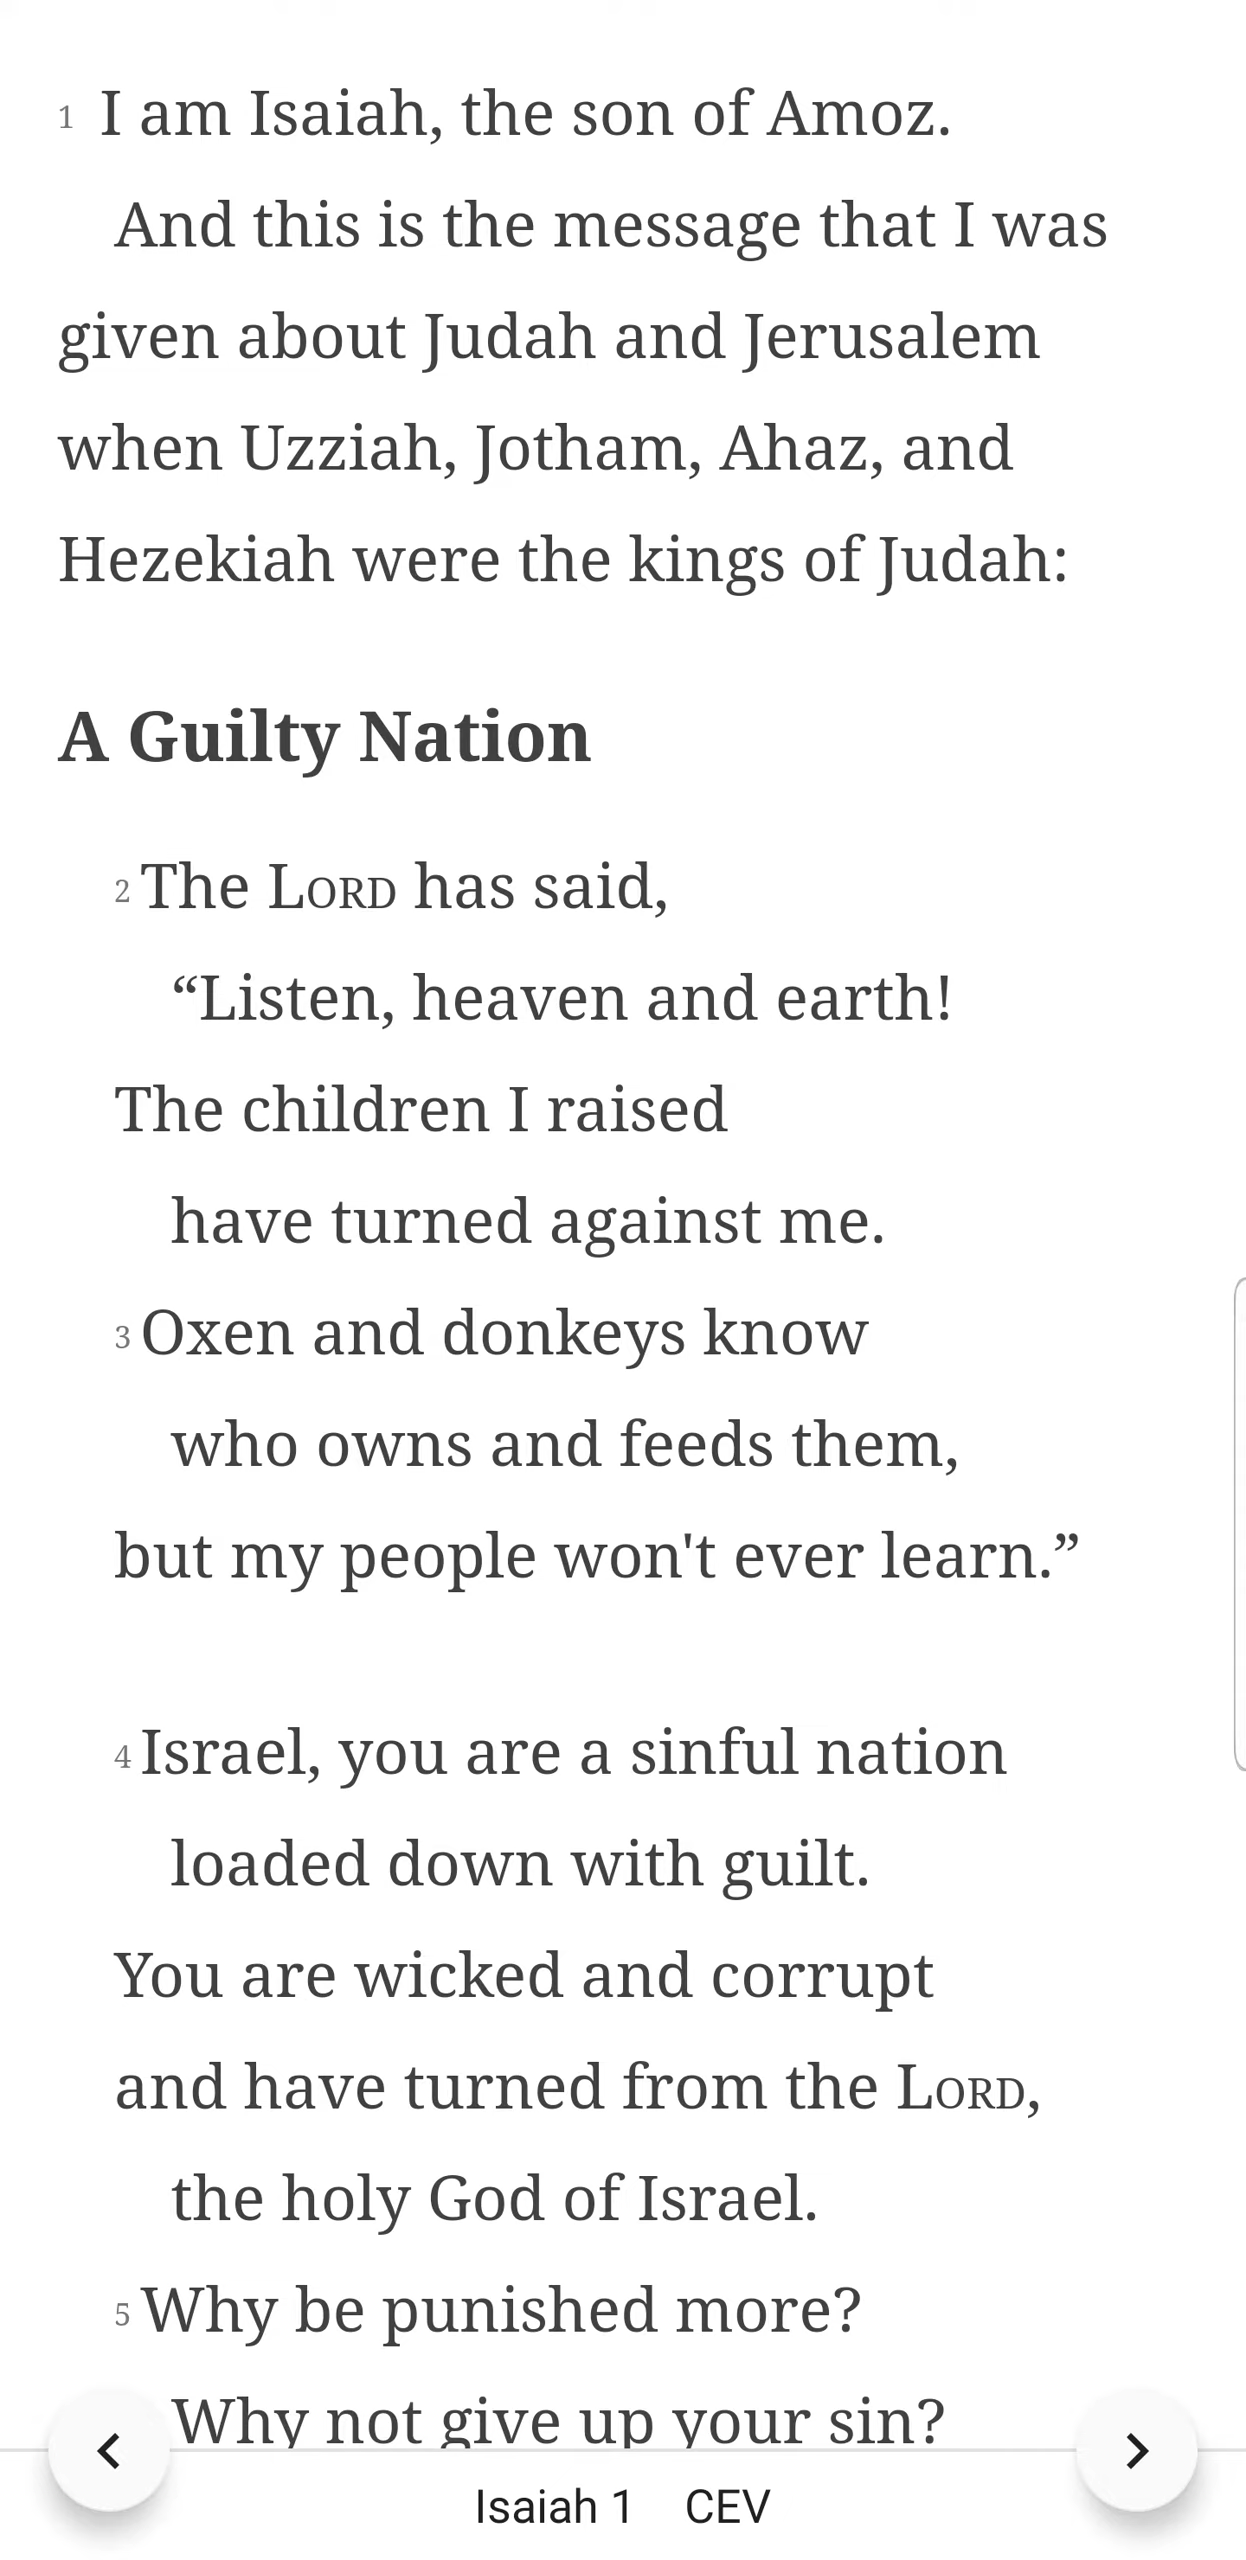 1 I am Isaiah, the son of Amoz.
And this is the message that I was
given about Judah and Jerusalem
when Uzziah, Jotham, Ahaz, and
Hezekiah were the kings of Judah:
A Guilty Nation
2 The LORD has said,
“Listen, heaven and earth!
The children I raised
have turned against me.
3 Oxen and donkeys know
who owns and feeds them,
but my people won't ever learn.”
4 Israel, you are a sinful nation
loaded down with guilt.
You are wicked and corrupt
and have turned from the LORD,
the holy God of Israel.
5 Why be punished more?
Why not give up your sin?
Isaiah 1 CEV